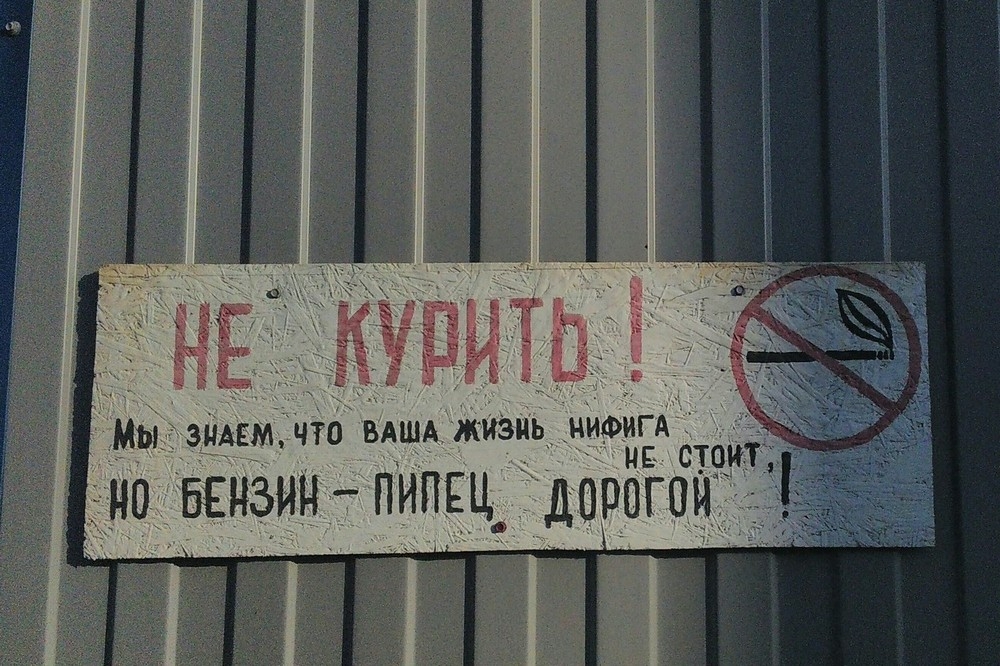 НЕ КУРИТЬ!
Мы ЗНАЕМ, ЧТО ВАША ЖИЗНЬ НИФИГА
НЕ СТОИТ,
НО БЕНЗИН – ПИПЕЦ ДОРОГОЙ !